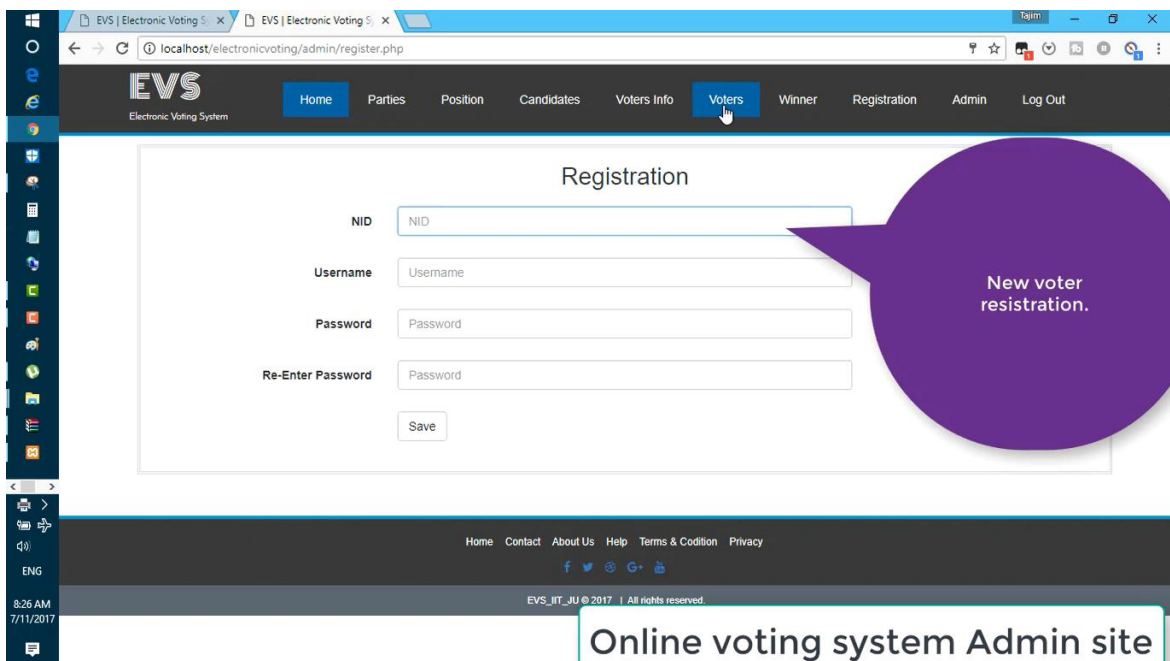 EVS | Electronic Voting S
EVS | Electronic Voting S
Tajim
localhost/electronicvoting/admin/register.php
EVS
Electronic Voting System
Home Parties Position Candidates Voters Info Voters Winner Registration Admin Log Out
Registration
NID NID
Username Username
Password Password
Re-Enter Password Password
Save
New voter
resistration.
Home Contact About Us Help Terms & Codition Privacy
EVS_IIT_JU © 2017 | All rights reserved.
ENG
8:26 AM
7/11/2017
Online voting system Admin site